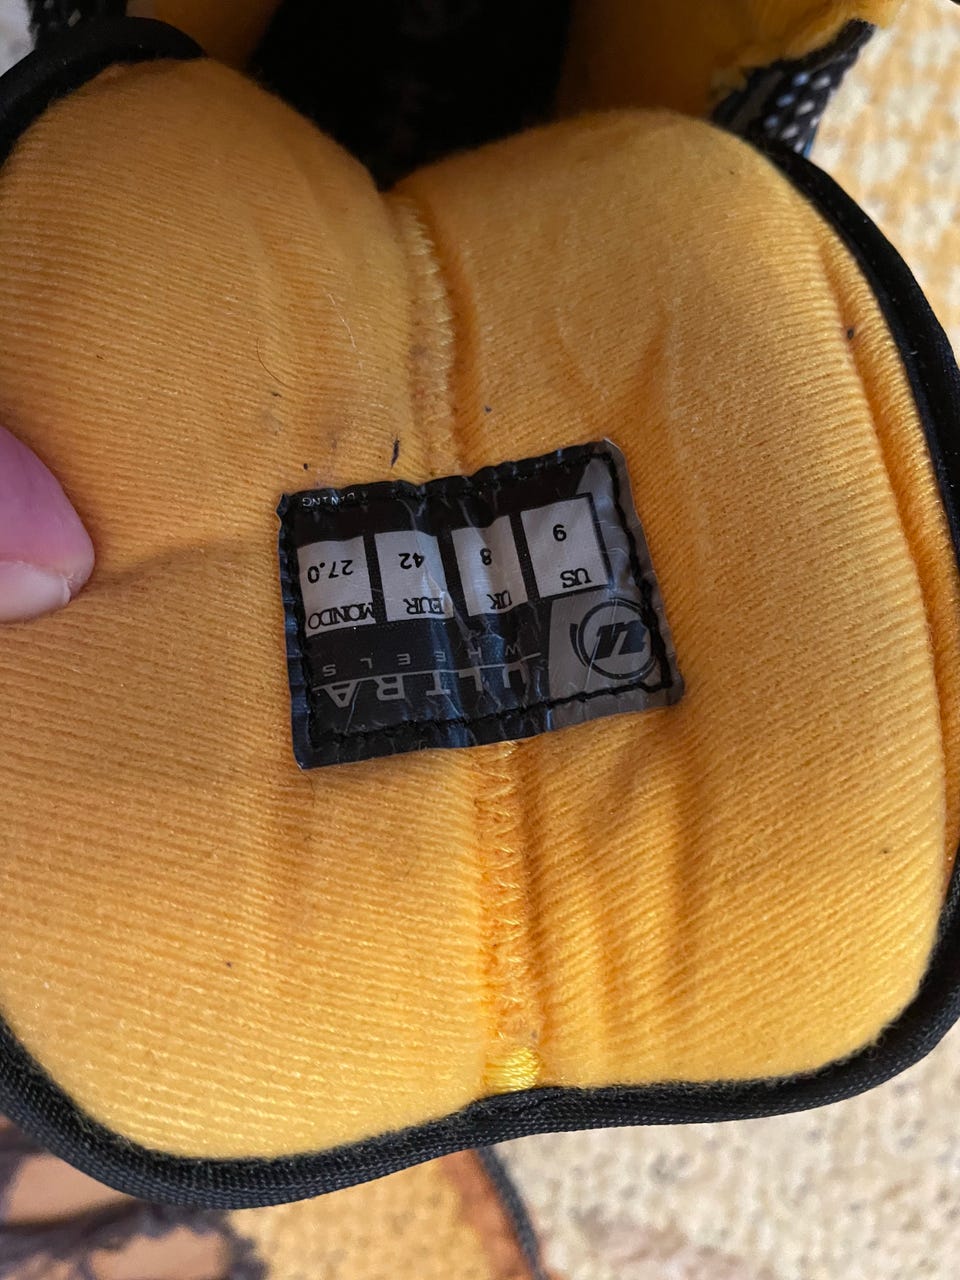 ULTRA
WHEELS
US UK EUR MONDO
9 8 42 27.0